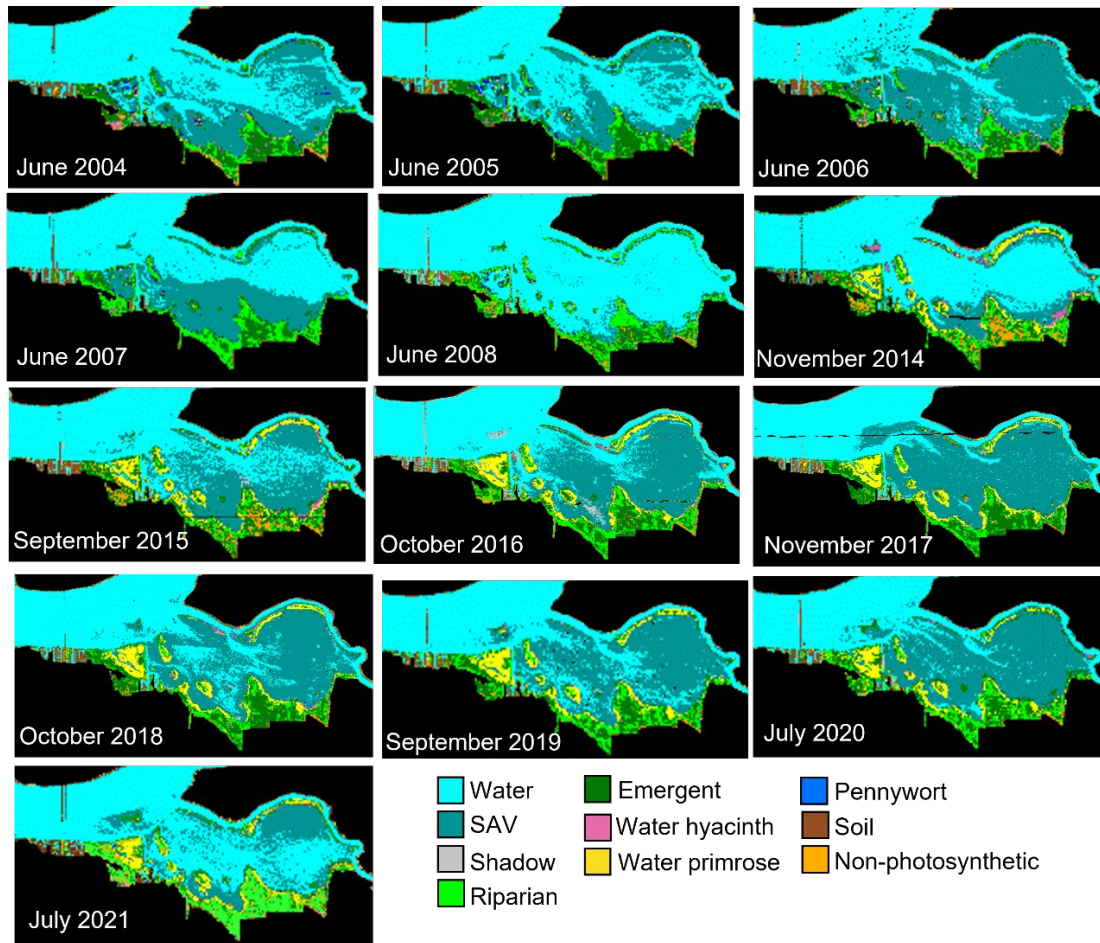 June 2004
June 2005
June 2006
June 2007
June 2008
November 2014
September 2015
October 2016
November 2017
October 2018
September 2019
July 2020
July 2021
Water
Emergent
Pennywort
SAV
Water hyacinth
Soil
Shadow
Water primrose
Non-photosynthetic
Riparian